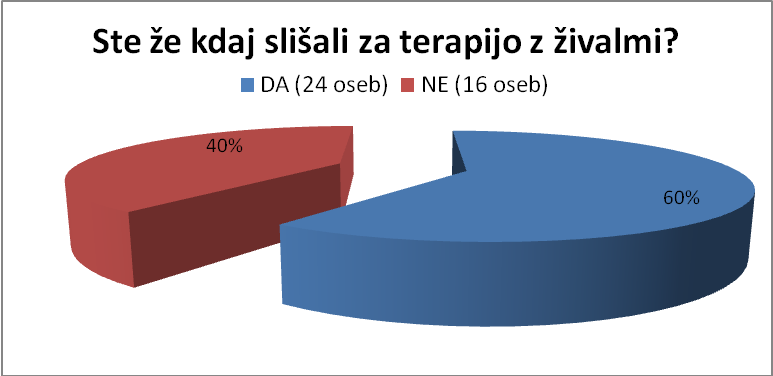 Ste že kdaj slišali za terapijo z živalmi?
DA (24 oseb) NE (16 oseb)
40%
60%